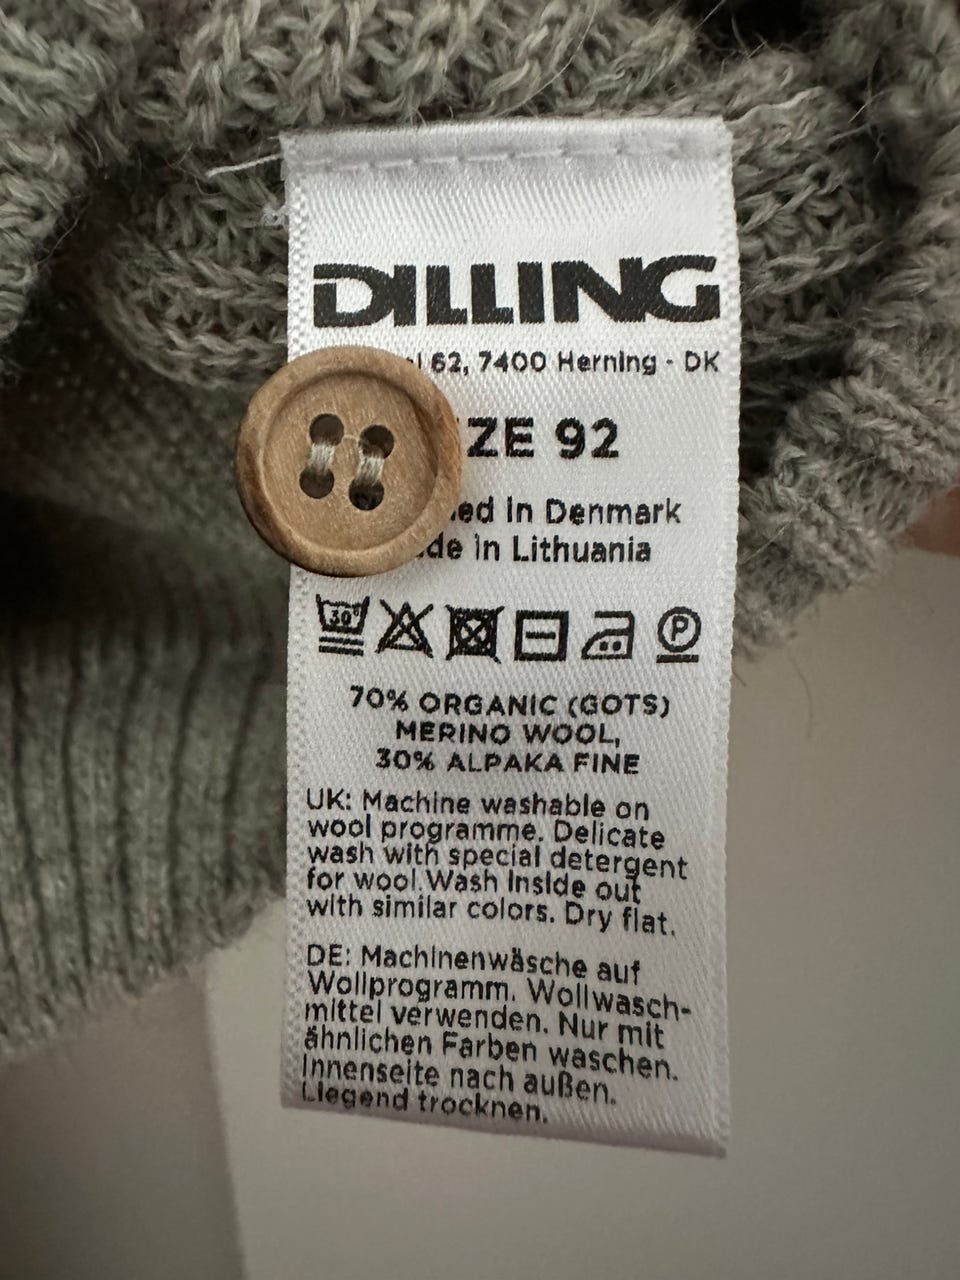 DILLING
62, 7400 Herning - DK
ZE 92
ed in Denmark
de in Lithuania
30°
P
70% ORGANIC (GOTS)
MERINO WOOL,
30% ALPAKA FINE
UK: Machine washable on
wool programme. Delicate
wash with special detergent
for wool.Wash inside out
with similar colors. Dry flat.
DE: Machinenwäsche auf
Wollprogramm. Wollwasch-
mittel verwenden. Nur mit
ähnlichen Farben waschen.
Innenseite nach außen.
Liegend trocknen.